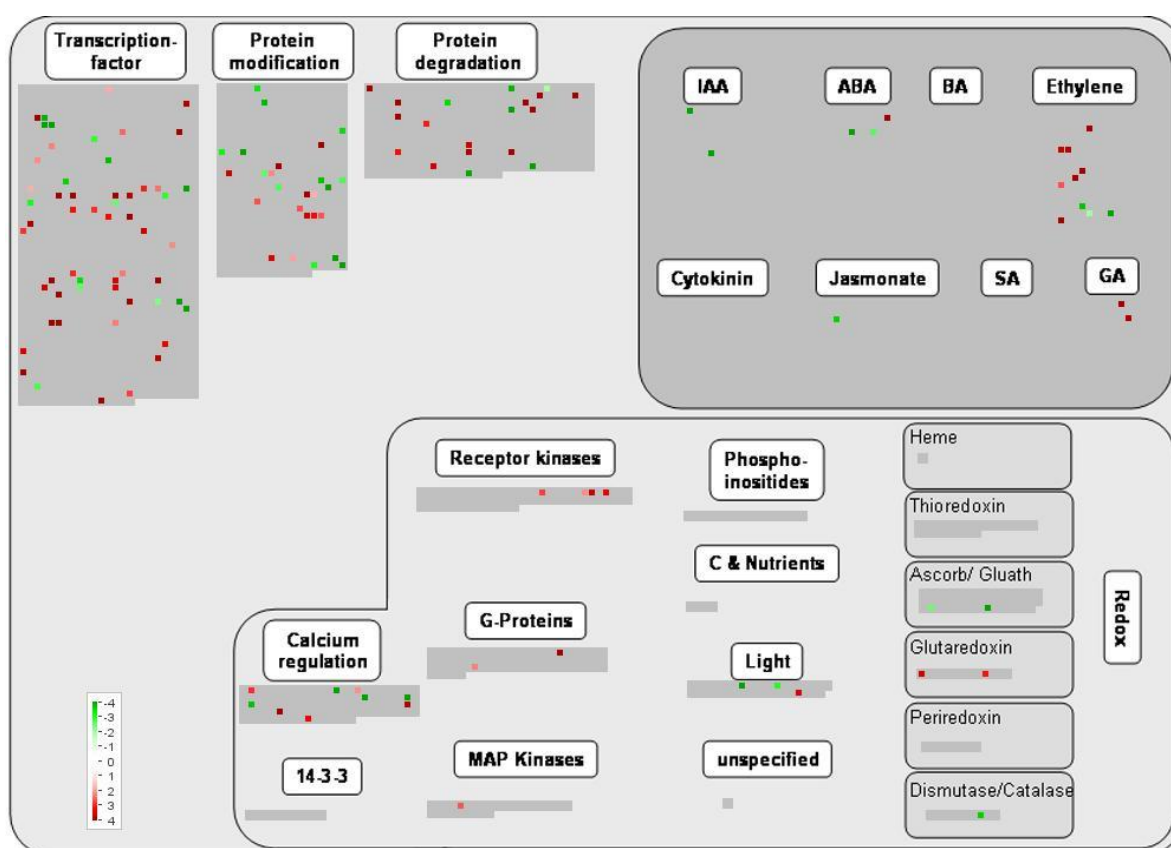 Transcription-
factor
Protein
modification
Protein
degradation
IAA
ABA
BA
Ethylene
Cytokinin
Jasmonate
SA
GA
Receptor kinases
Phospho-
inositides
Heme
Thioredoxin
C & Nutrients
Ascorb/ Gluath
Redox
G-Proteins
Calcium
regulation
Light
Glutaredoxin
Periredoxin
14-3-3
MAP Kinases
unspecified
Dismutase/Catalase
-4
-3
-2
-1
0
1
2
3
4